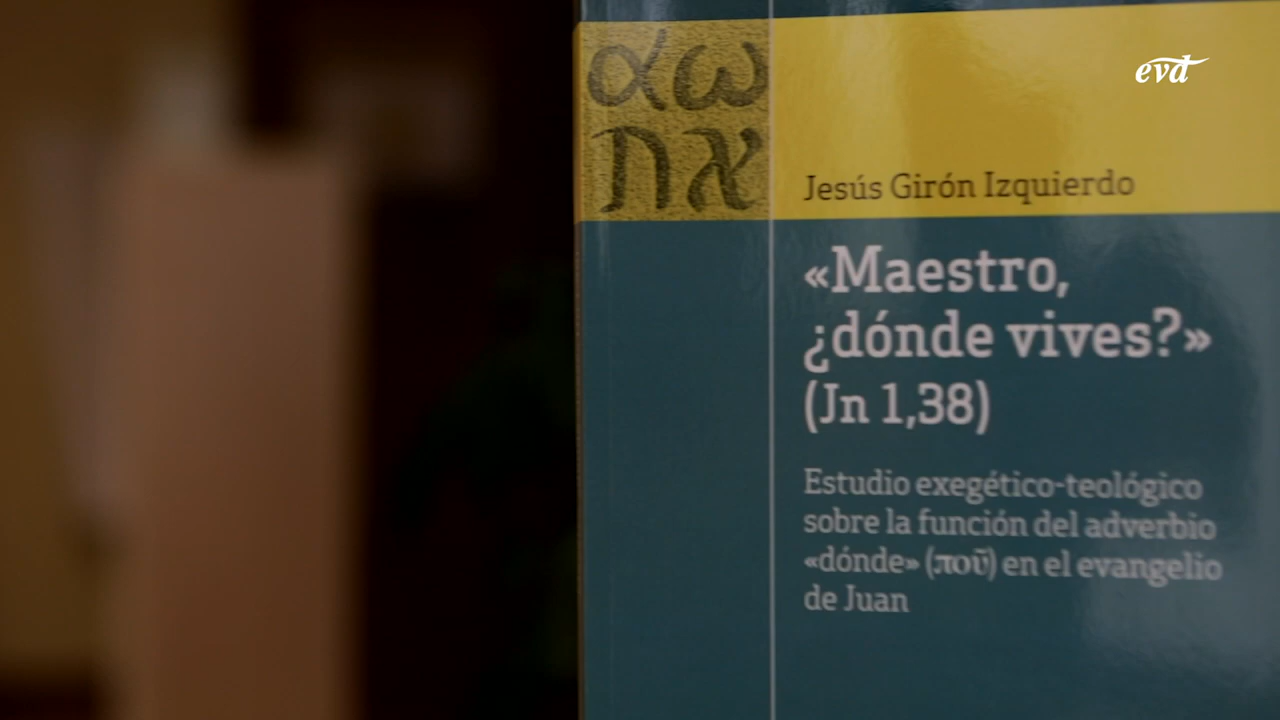 αω
תא
evd
Jesús Girón Izquierdo
«Maestro,
¿dónde vives?»
(Jn 1,38)
Estudio exegético-teológico
sobre la función del adverbio
«dónde» (ποῦ) en el evangelio
de Juan